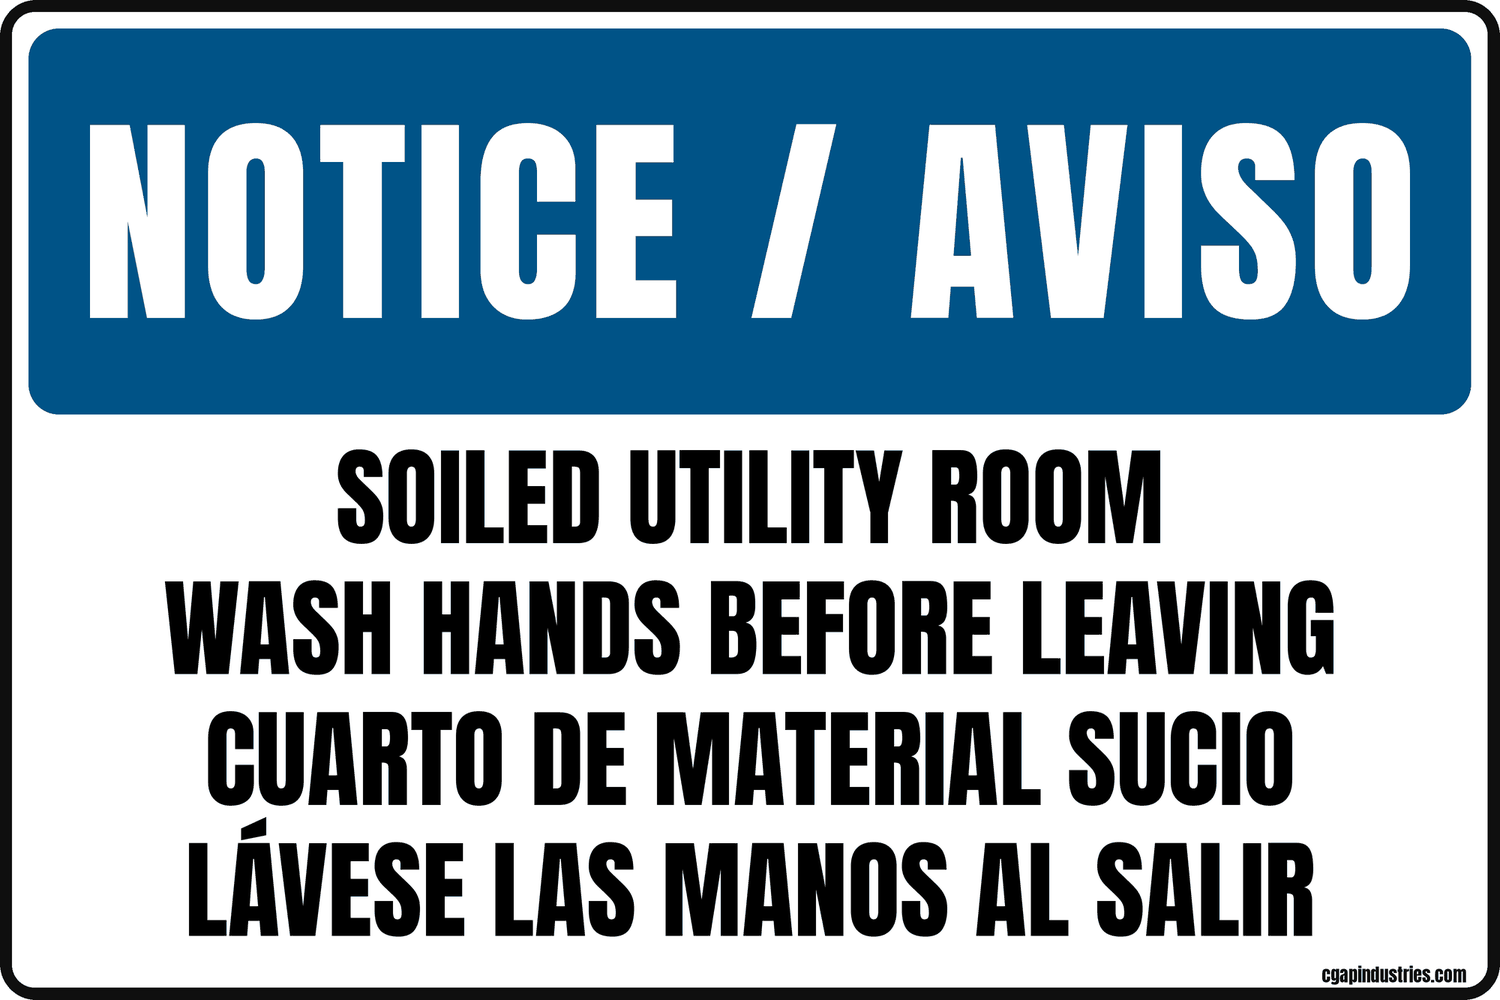 NOTICE / AVISO
SOILED UTILITY ROOM
WASH HANDS BEFORE LEAVING
CUARTO DE MATERIAL SUCIO
LÁVESE LAS MANOS AL SALIR
cgapindustries.com